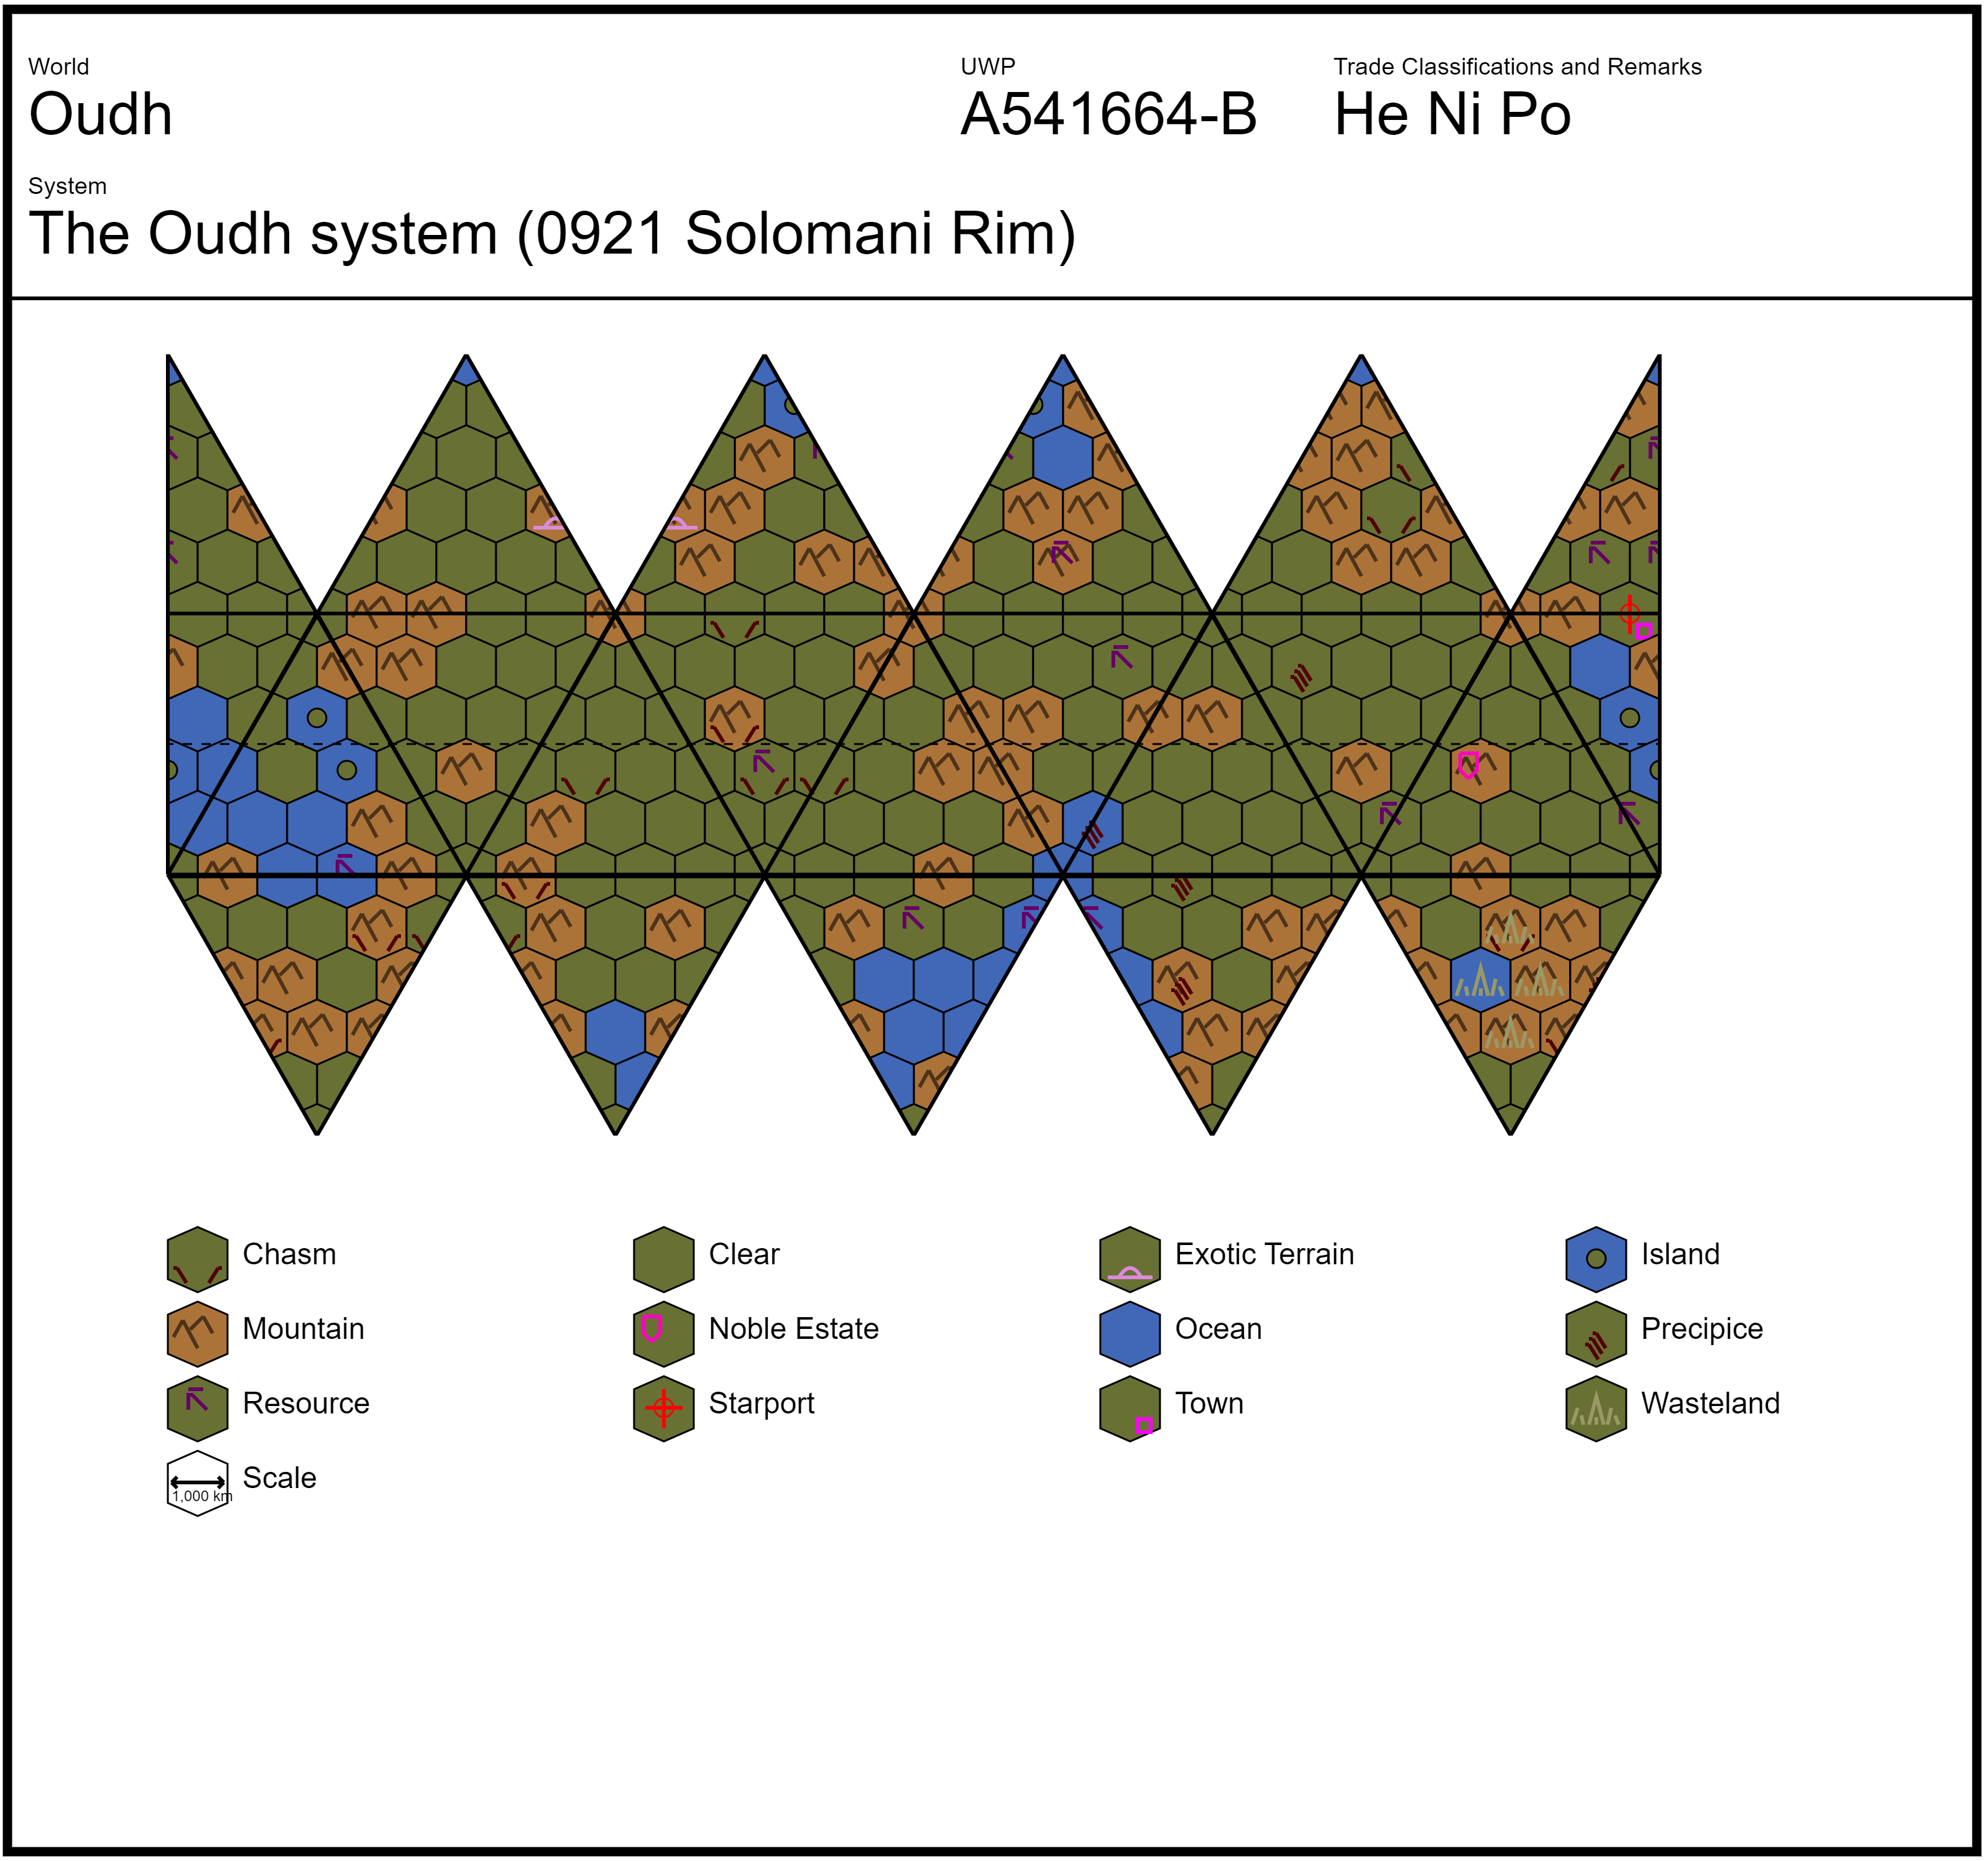 World
UWP
Trade Classifications and Remarks
Oudh
A541664-B
He Ni Po
System
The Oudh system (0921 Solomani Rim)
Chasm
Clear
Exotic Terrain
Island
Mountain
Noble Estate
Ocean
Precipice
Resource
Starport
Town
Wasteland
1,000 km
Scale